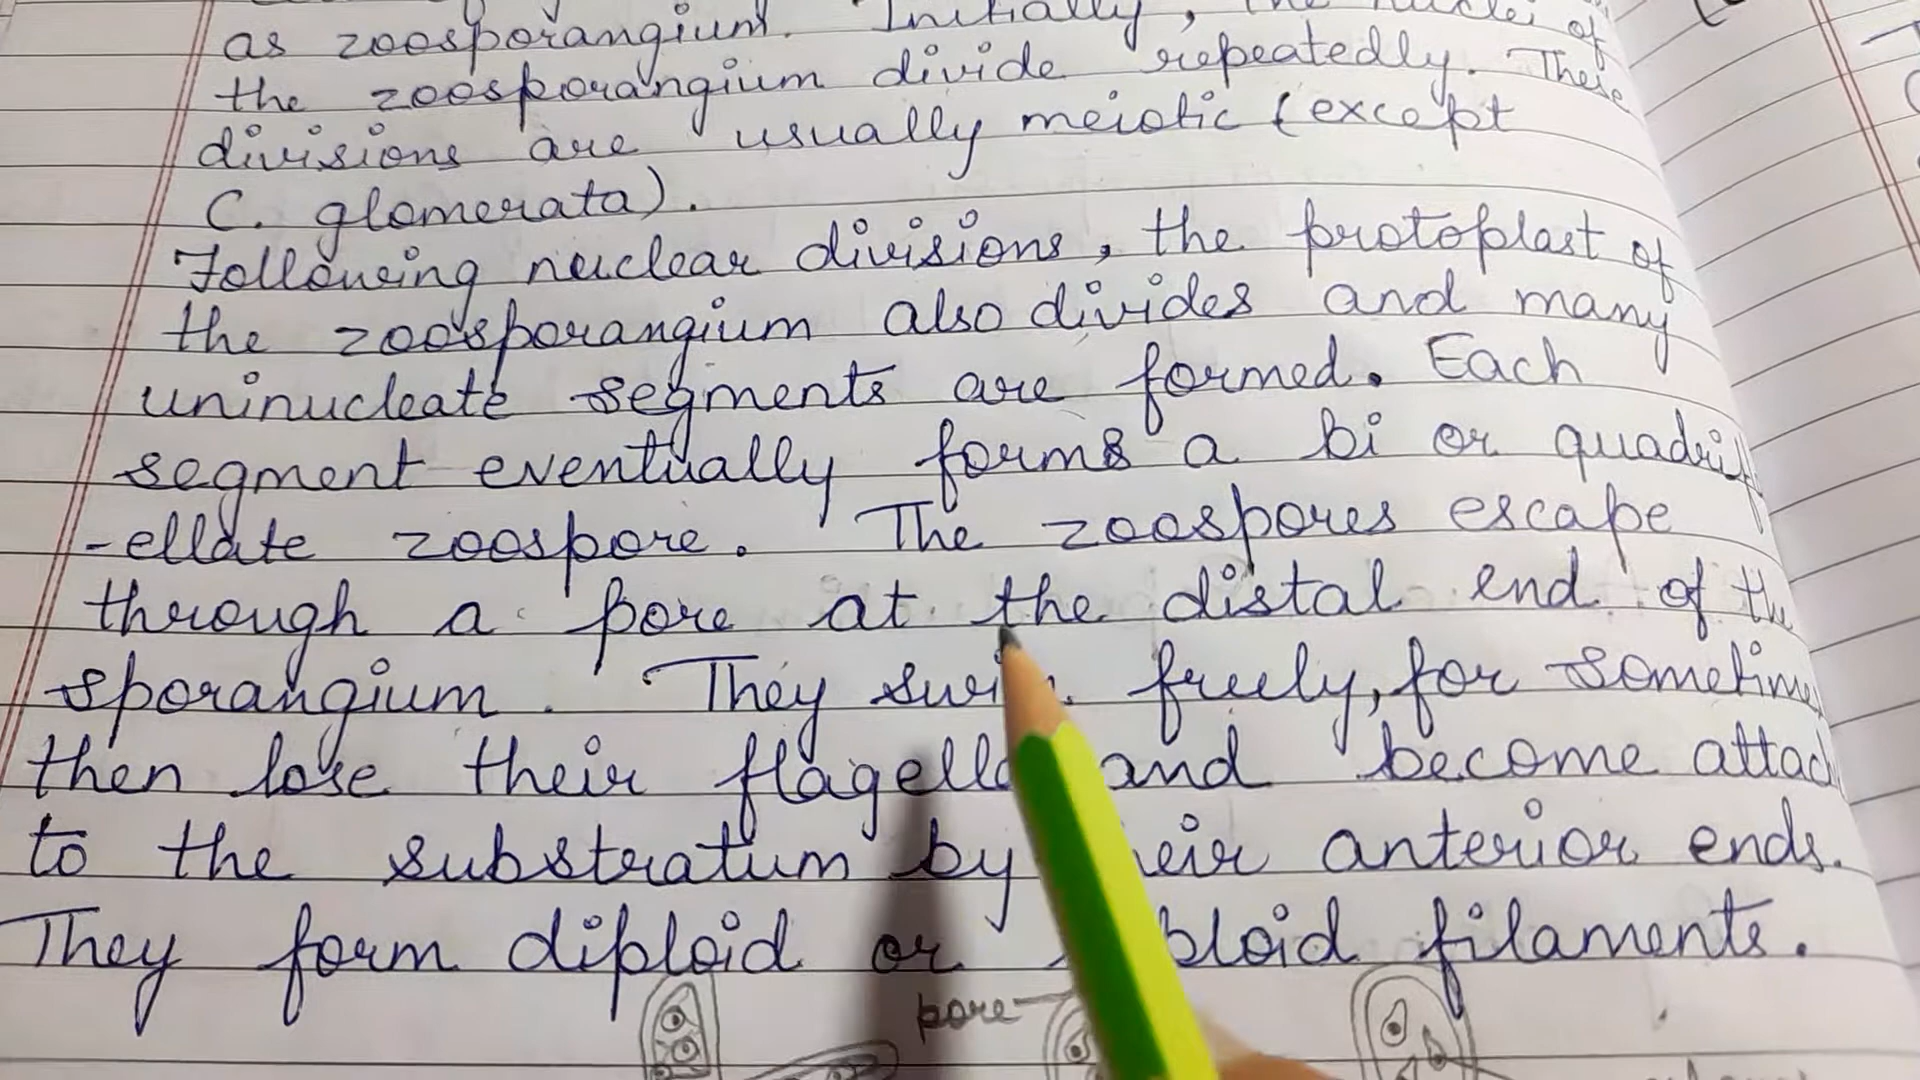 as zoosporangium. Initially, the nuclei of
the zoosporangium divide repeatedly. These
divisions are usually meiotic (except
C. glomerata).
Following nuclear divisions, the protoplast of
the zoosporangium also divides and many
uninucleate segments are formed. Each
segment eventually forms a bi or quadrifl
-ellate zoospore. The zoospores escape
through a pore at the distal end of the
sporangium. They swim freely, for sometime
then lose their flagella and become attac
to the substratum by their anterior ends.
They form diploid or filaments.
pore